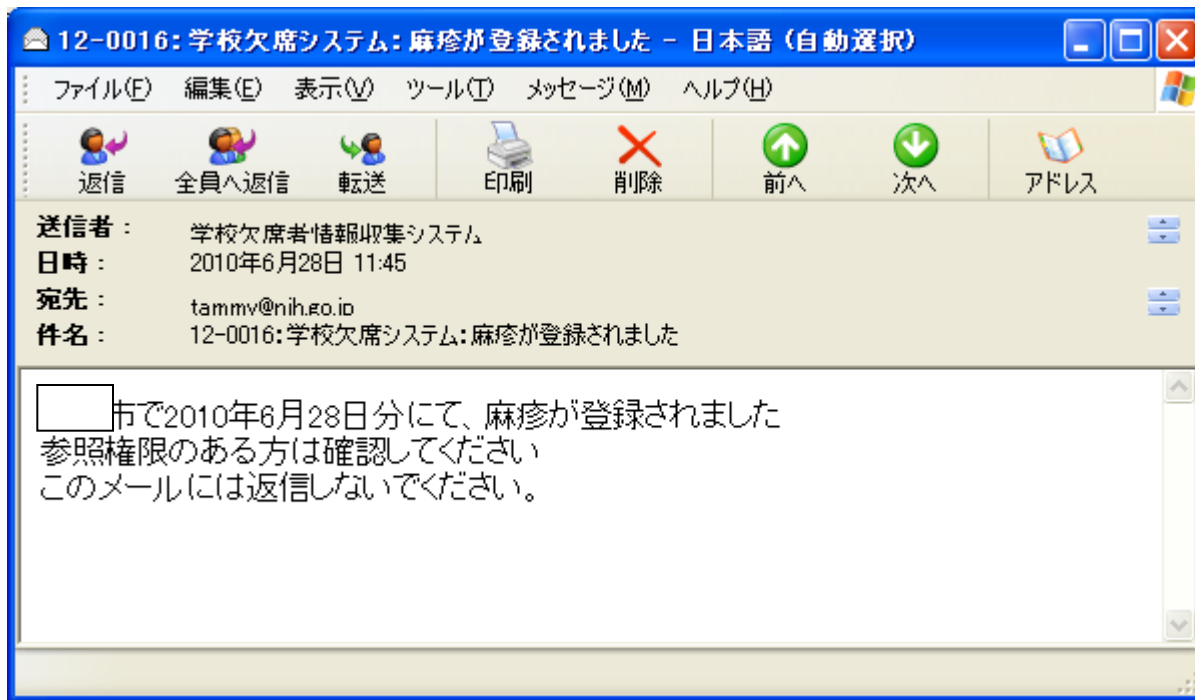 12-0016:学校欠席システム:麻疹が登録されました - 日本語 (自動選択)
ファイル(F) 編集(E) 表示(V) ツール(T) メッセージ(M) ヘルプ(H)
返信 全員へ返信 転送 印刷 削除 前へ 次へ アドレス
送信者: 学校欠席者情報収集システム
日時: 2010年6月28日 11:45
宛先: tammy@nih.go.jp
件名: 12-0016:学校欠席システム:麻疹が登録されました
市で2010年6月28日分にて、麻疹が登録されました
参照権限のある方は確認してください
このメールには返信しないでください。